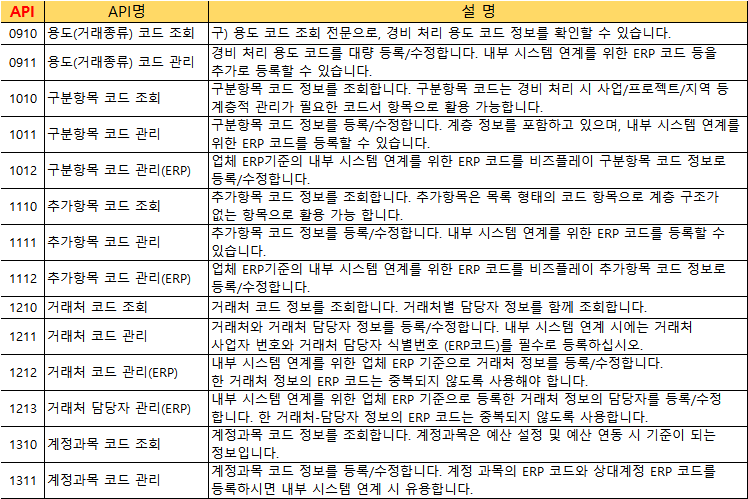 API API명 설 명
0910 용도(거래종류) 코드 조회 구) 용도 코드 조회 전문으로, 경비 처리 용도 코드 정보를 확인할 수 있습니다.
0911 용도(거래종류) 코드 관리 경비 처리 용도 코드를 대량 등록/수정합니다. 내부 시스템 연계를 위한 ERP 코드 등을
추가로 등록할 수 있습니다.
1010 구분항목 코드 조회 구분항목 코드 정보를 조회합니다. 구분항목 코드는 경비 처리 시 사업/프로젝트/지역 등
계층적 관리가 필요한 코드서 항목으로 활용 가능합니다.
1011 구분항목 코드 관리 구분항목 코드 정보를 등록/수정합니다. 계층 정보를 포함하고 있으며, 내부 시스템 연계를
위한 ERP 코드를 등록할 수 있습니다.
1012 구분항목 코드 관리(ERP) 업체 ERP기준의 내부 시스템 연계를 위한 ERP 코드를 비즈플레이 구분항목 코드 정보로
등록/수정합니다.
1110 추가항목 코드 조회 추가항목 코드 정보를 조회합니다. 추가항목은 목록 형태의 코드 항목으로 계층 구조가
없는 항목으로 활용 가능 합니다.
1111 추가항목 코드 관리 추가항목 코드 정보를 등록/수정합니다. 내부 시스템 연계를 위한 ERP 코드를 등록할 수
있습니다.
1112 추가항목 코드 관리(ERP) 업체 ERP기준의 내부 시스템 연계를 위한 ERP 코드를 비즈플레이 추가항목 코드 정보로
등록/수정합니다.
1210 거래처 코드 조회 거래처 코드 정보를 조회합니다. 거래처별 담당자 정보를 함께 조회합니다.
1211 거래처 코드 관리 거래처와 거래처 담당자 정보를 등록/수정합니다. 내부 시스템 연계 시에는 거래처
사업자 번호와 거래처 담당자 식별번호 (ERP코드)를 필수로 등록하십시오.
1212 거래처 코드 관리(ERP) 내부 시스템 연계를 위한 업체 ERP 기준으로 거래처 정보를 등록/수정합니다.
한 거래처 정보의 ERP 코드는 중복되지 않도록 사용해야 합니다.
1213 거래처 담당자 관리(ERP) 내부 시스템 연계를 위한 업체 ERP 기준으로 등록한 거래처 정보의 담당자를 등록/수정
합니다. 한 거래처-담당자 정보의 ERP 코드는 중복되지 않도록 사용합니다.
1310 계정과목 코드 조회 계정과목 코드 정보를 조회합니다. 계정과목은 예산 설정 및 예산 연동 시 기준이 되는
정보입니다.
1311 계정과목 코드 관리 계정과목 코드 정보를 등록/수정합니다. 계정 과목의 ERP 코드와 상대계정 ERP 코드를
등록하시면 내부 시스템 연계 시 유용합니다.